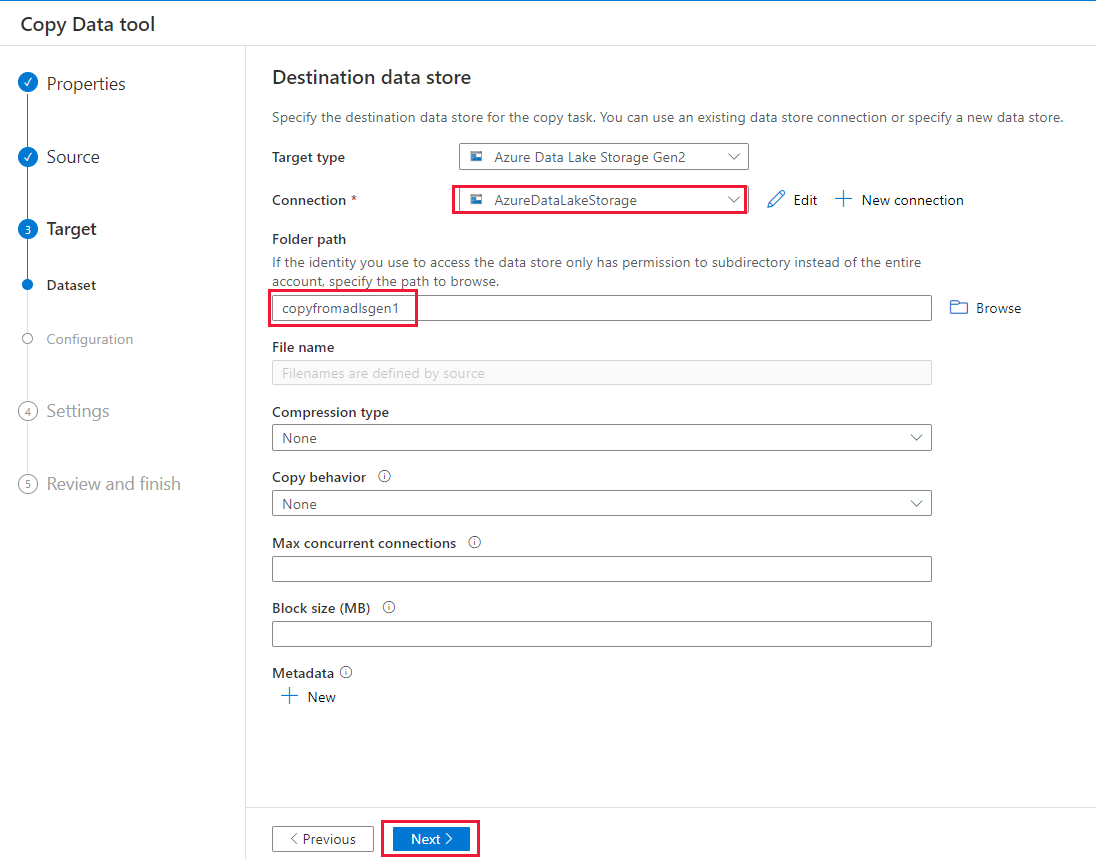 Copy Data tool
Properties
Source
3 Target
Dataset
Configuration
4 Settings
5 Review and finish
Destination data store
Specify the destination data store for the copy task. You can use an existing data store connection or specify a new data store.
Target type Azure Data Lake Storage Gen2
Connection * AzureDataLakeStorage Edit New connection
Folder path
If the identity you use to access the data store only has permission to subdirectory instead of the entire
account, specify the path to browse.
copyfromadlsgen1 Browse
File name
Filenames are defined by source
Compression type
None
Copy behavior
None
Max concurrent connections
Block size (MB)
Metadata
New
Previous Next